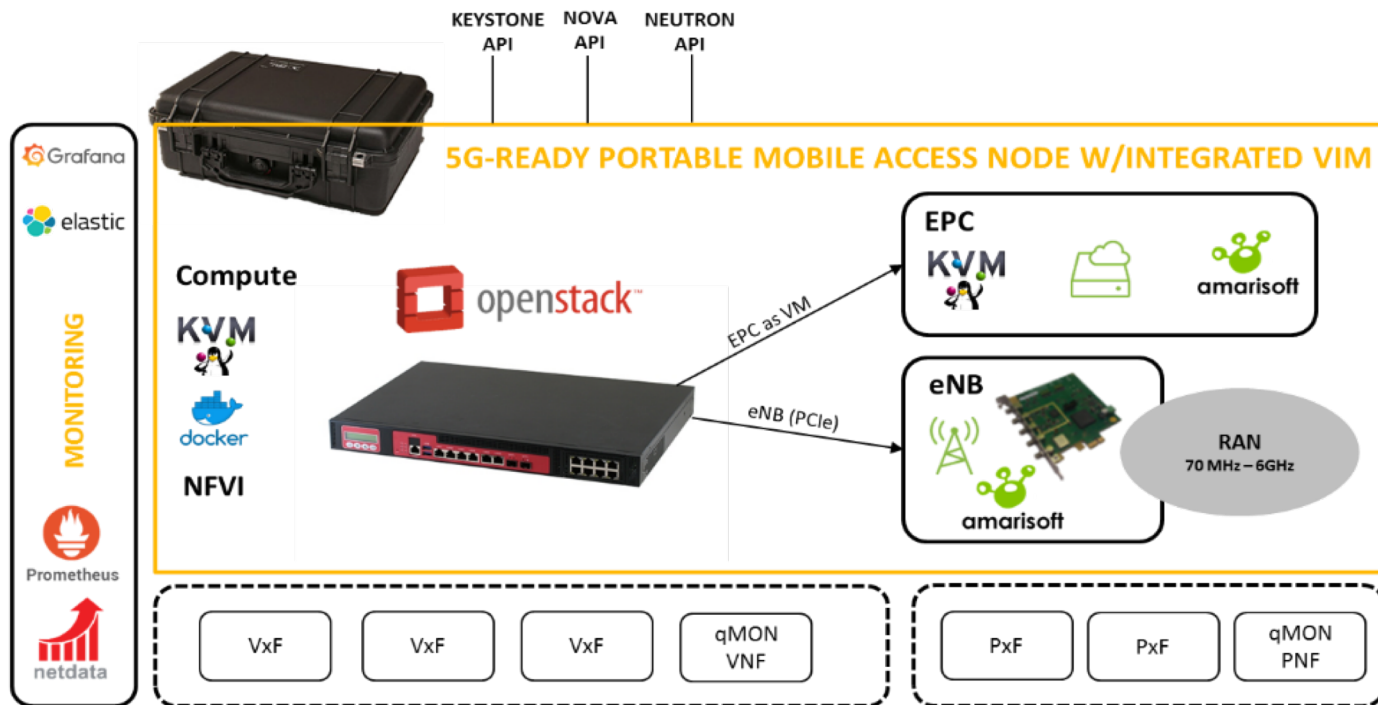 KEYSTONE
API
NOVA
API
NEUTRON
API
5G-READY PORTABLE MOBILE ACCESS NODE W/INTEGRATED VIM
Grafana
elastic
MONITORING
Prometheus
netdata
Compute
KVM
docker
NFVI
openstack™
EPC as VM
eNB (PCIe)
EPC
KVM
amarisoft
eNB
amarisoft
RAN
70 MHz – 6GHz
VxF
VxF
VxF
qMON
VNF
PxF
PxF
qMON
PNF